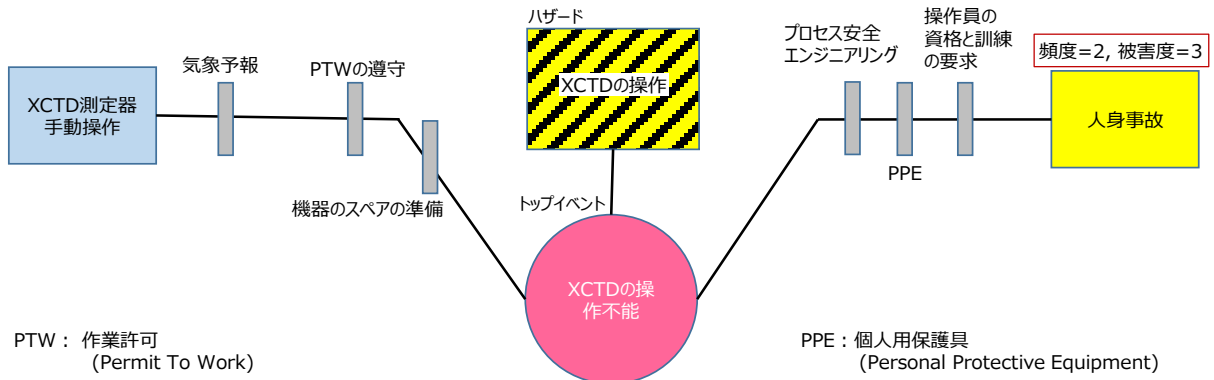 XCTD測定器
手動操作
気象予報
PTWの遵守
機器のスペアの準備
ハザード
XCTDの操作
トップイベント
XCTDの操
作不能
プロセス安全
エンジニアリング
PPE
操作員の
資格と訓練
の要求
頻度=2, 被害度=3
人身事故
PTW： 作業許可
(Permit To Work)
PPE：個人用保護具
(Personal Protective Equipment)